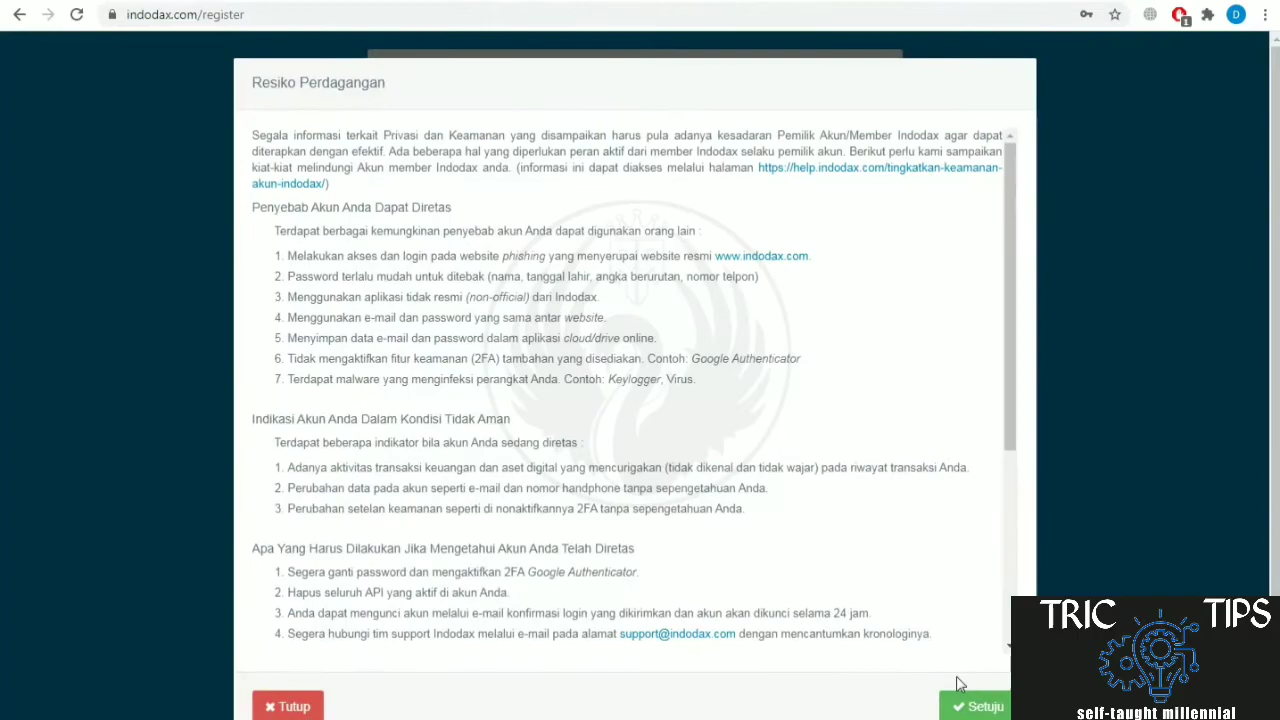 indodax.com/register
D
1
Resiko Perdagangan
Segala informasi terkait Privasi dan Keamanan yang disampaikan harus pula adanya kesadaran Pemilik Akun/Member Indodax agar dapat
diterapkan dengan efektif. Ada beberapa hal yang diperlukan peran aktif dari member Indodax selaku pemilik akun. Berikut perlu kami sampaikan
kiat-kiat melindungi Akun member Indodax anda. (informasi ini dapat diakses melalui halaman https://help.indodax.com/tingkatkan-keamanan-
akun-indodax/)
Penyebab Akun Anda Dapat Diretas
Terdapat berbagai kemungkinan penyebab akun Anda dapat digunakan orang lain :
1. Melakukan akses dan login pada website phishing yang menyerupai website resmi www.indodax.com.
2. Password terlalu mudah untuk ditebak (nama, tanggal lahir, angka berurutan, nomor telpon)
3. Menggunakan aplikasi tidak resmi (non-official) dari Indodax.
4. Menggunakan e-mail dan password yang sama antar website.
5. Menyimpan data e-mail dan password dalam aplikasi cloud/drive online.
6. Tidak mengaktifkan fitur keamanan (2FA) tambahan yang disediakan. Contoh: Google Authenticator
7. Terdapat malware yang menginfeksi perangkat Anda. Contoh: Keylogger, Virus.
Indikasi Akun Anda Dalam Kondisi Tidak Aman
Terdapat beberapa indikator bila akun Anda sedang diretas :
1. Adanya aktivitas transaksi keuangan dan aset digital yang mencurigakan (tidak dikenal dan tidak wajar) pada riwayat transaksi Anda.
2. Perubahan data pada akun seperti e-mail dan nomor handphone tanpa sepengetahuan Anda.
3. Perubahan setelan keamanan seperti di nonaktifkannya 2FA tanpa sepengetahuan Anda.
Apa Yang Harus Dilakukan Jika Mengetahui Akun Anda Telah Diretas
1. Segera ganti password dan mengaktifkan 2FA Google Authenticator.
2. Hapus seluruh API yang aktif di akun Anda.
3. Anda dapat mengunci akun melalui e-mail konfirmasi login yang dikirimkan dan akun akan dikunci selama 24 jam.
4. Segera hubungi tim support Indodax melalui e-mail pada alamat support@indodax.com dengan mencantumkan kronologinya.
Tutup
Setuju
TRIC TIPS
self-taught millennial